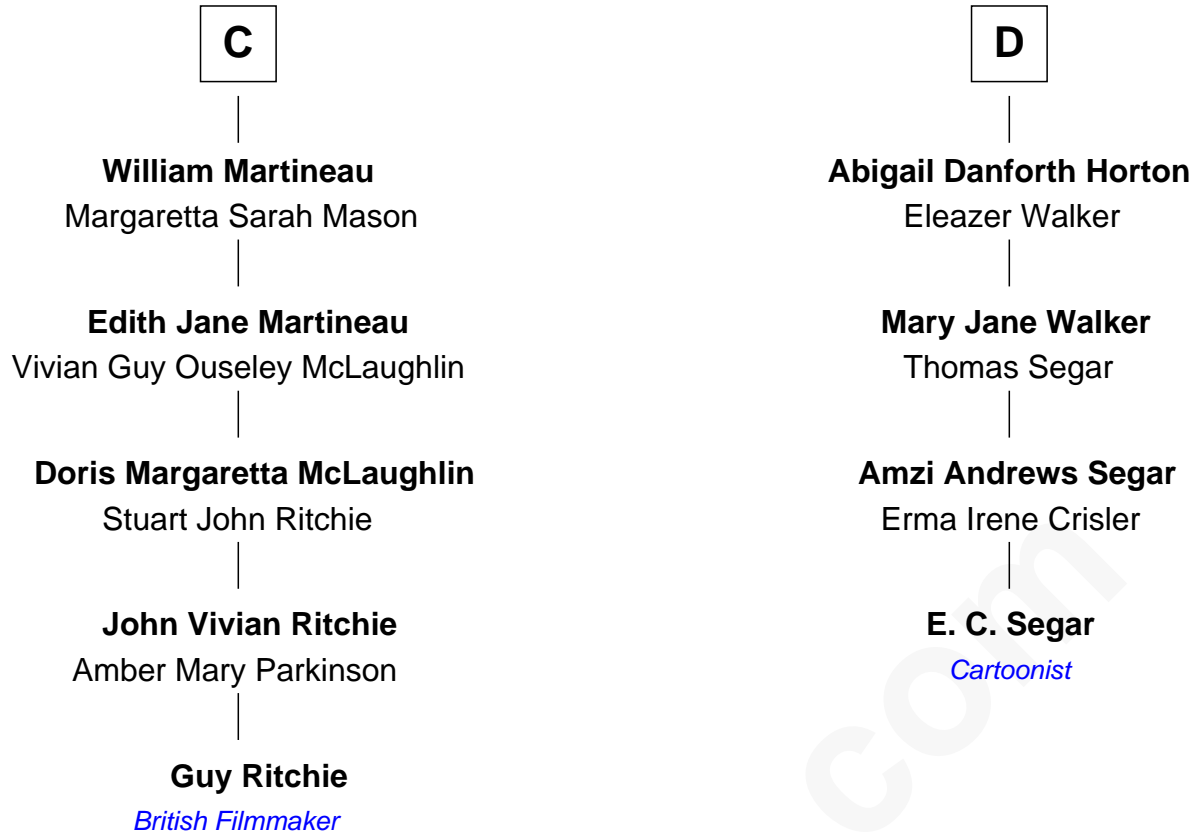 C
William Martineau
Margaretta Sarah Mason
Edith Jane Martineau
Vivian Guy Ouseley McLaughlin
Doris Margaretta McLaughlin
Stuart John Ritchie
John Vivian Ritchie
Amber Mary Parkinson
Guy Ritchie
British Filmmaker
D
Abigail Danforth Horton
Eleazer Walker
Mary Jane Walker
Thomas Segar
Amzi Andrews Segar
Erma Irene Crisler
E. C. Segar
Cartoonist
com